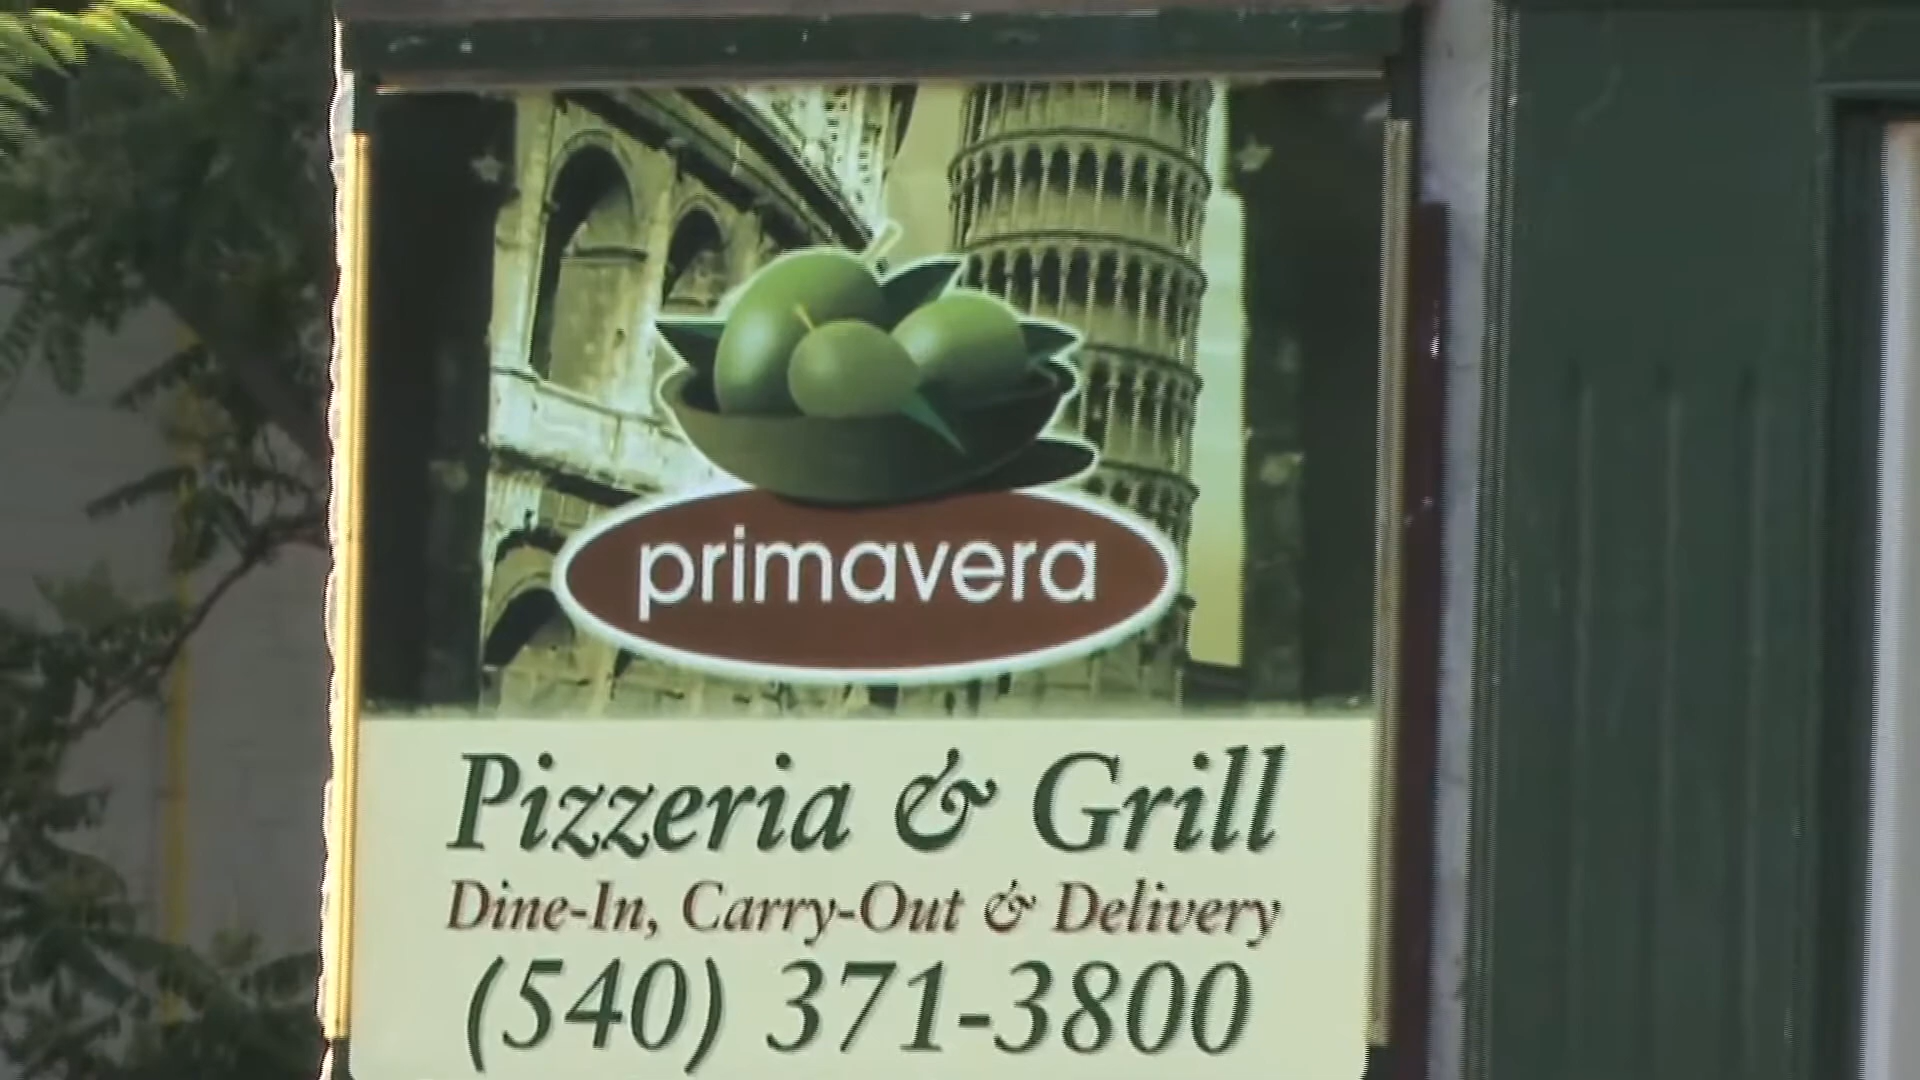 primavera
Pizzeria & Grill
Dine-In, Carry-Out & Delivery
(540) 371-3800